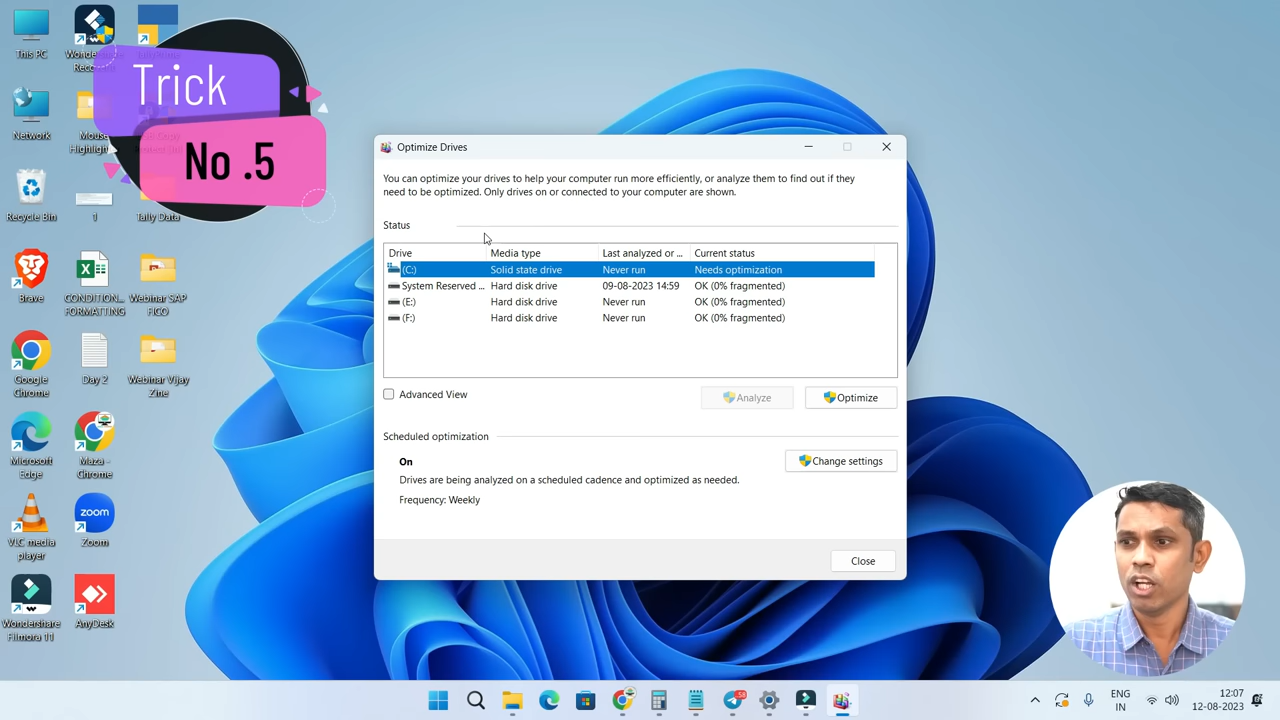 Trick
No .5
This PC
Network
Recycle Bin
Brave
Google
Chrome
Microsoft
Edge
VLC media
player
Wondershare
Filmora 11
1
CONDITION...
FORMATTING
Day 2
Maza -
Chrome
zoom
Zoom
AnyDesk
Tally Data
Webinar SAP
FICO
Webinar Vijay
Zine
Optimize Drives
You can optimize your drives to help your computer run more efficiently, or analyze them to find out if they
need to be optimized. Only drives on or connected to your computer are shown.
Status
Drive Media type Last analyzed or ... Current status
(C:) Solid state drive Never run Needs optimization
System Reserved ... Hard disk drive 09-08-2023 14:59 OK (0% fragmented)
(E:) Hard disk drive Never run OK (0% fragmented)
(F:) Hard disk drive Never run OK (0% fragmented)
Advanced View Analyze Optimize
Scheduled optimization
On Change settings
Drives are being analyzed on a scheduled cadence and optimized as needed.
Frequency: Weekly
Close
58
ENG
IN
12:07
12-08-2023